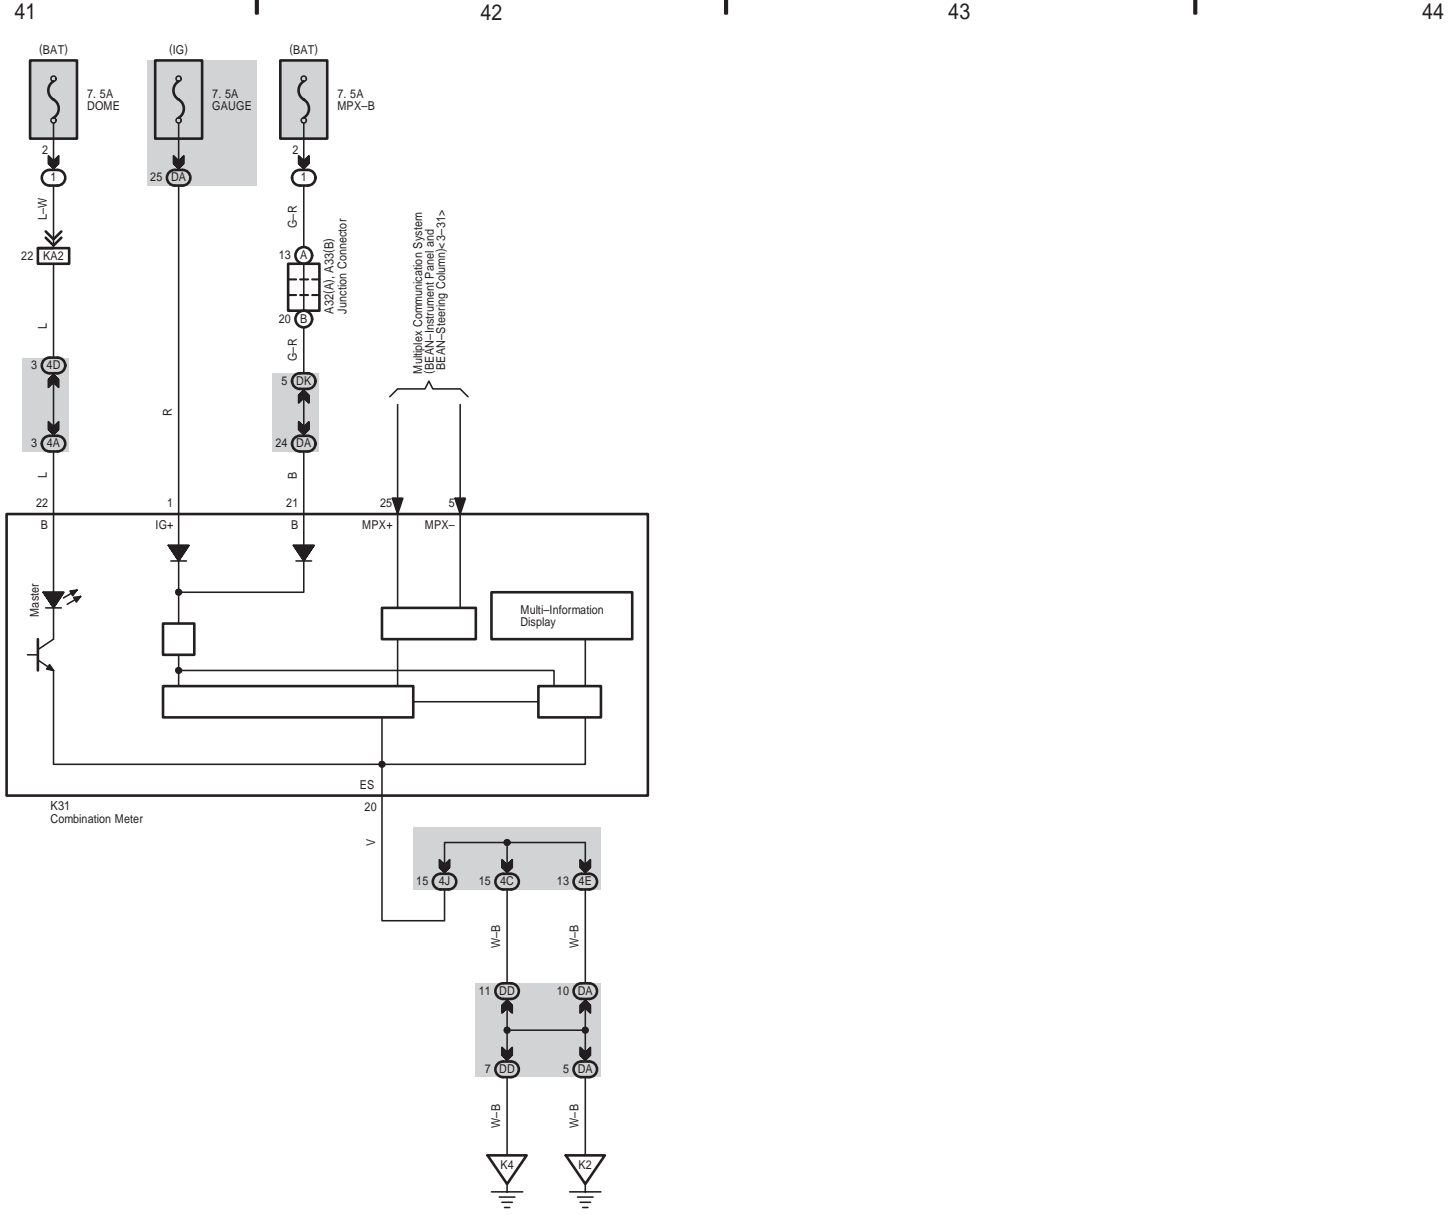 41
42
43
44
(BAT)
(IG)
(BAT)
7. 5A
DOME
7. 5A
GAUGE
7. 5A
MPX–B
2
2
1
25 DA
1
L–W
G–R
22 KA2
13 A
A32(A), A33(B)
Junction Connector
20 B
Multiplex Communication System
(BEAN–Instrument Panel and
BEAN–Steering Column)<3–31>
L
G–R
3 4D
5 DK
R
3 4A
24 DA
L
B
22
1
21
25
5
B
IG+
B
MPX+
MPX–
Master
Multi–Information
Display
ES
K31
Combination Meter
20
V
15 4J
15 4C
13 4E
W–B
W–B
11 DD
10 DA
7 DD
5 DA
W–B
W–B
K4
K2